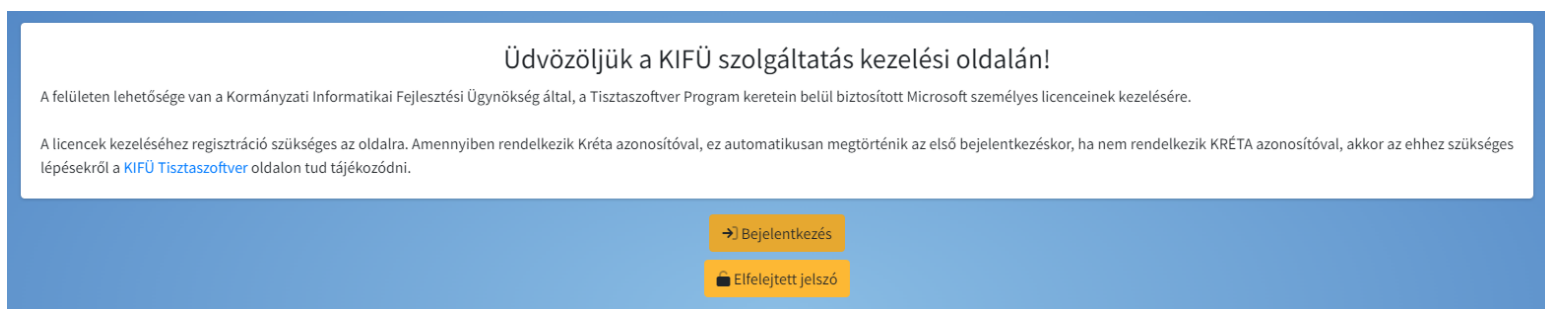 Üdvözöljük a KIFÜ szolgáltatás kezelési oldalán!
A felületen lehetősége van a Kormányzati Informatikai Fejlesztési Ügynökség által, a Tisztaszoftver Program keretein belül biztosított Microsoft személyes licenceinek kezelésére.
A licencek kezeléséhez regisztráció szükséges az oldalra. Amennyiben rendelkezik Kréta azonosítóval, ez automatikusan megtörténik az első bejelentkezéskor, ha nem rendelkezik KRÉTA azonosítóval, akkor az ehhez szükséges
lépésekről a KIFÜ Tisztaszoftver oldalon tud tájékozódni.
Bejelentkezés
Elfelejtett jelszó